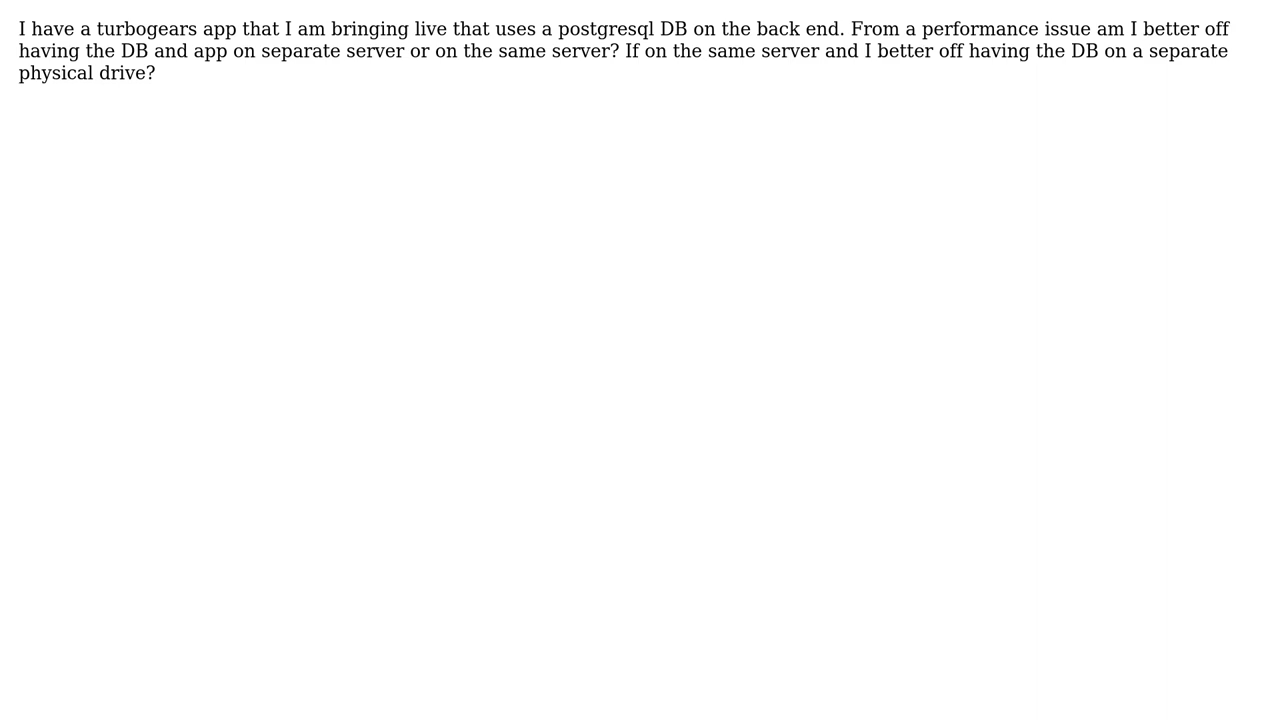 I have a turbogears app that I am bringing live that uses a postgresql DB on the back end. From a performance issue am I better off
having the DB and app on separate server or on the same server? If on the same server and I better off having the DB on a separate
physical drive?